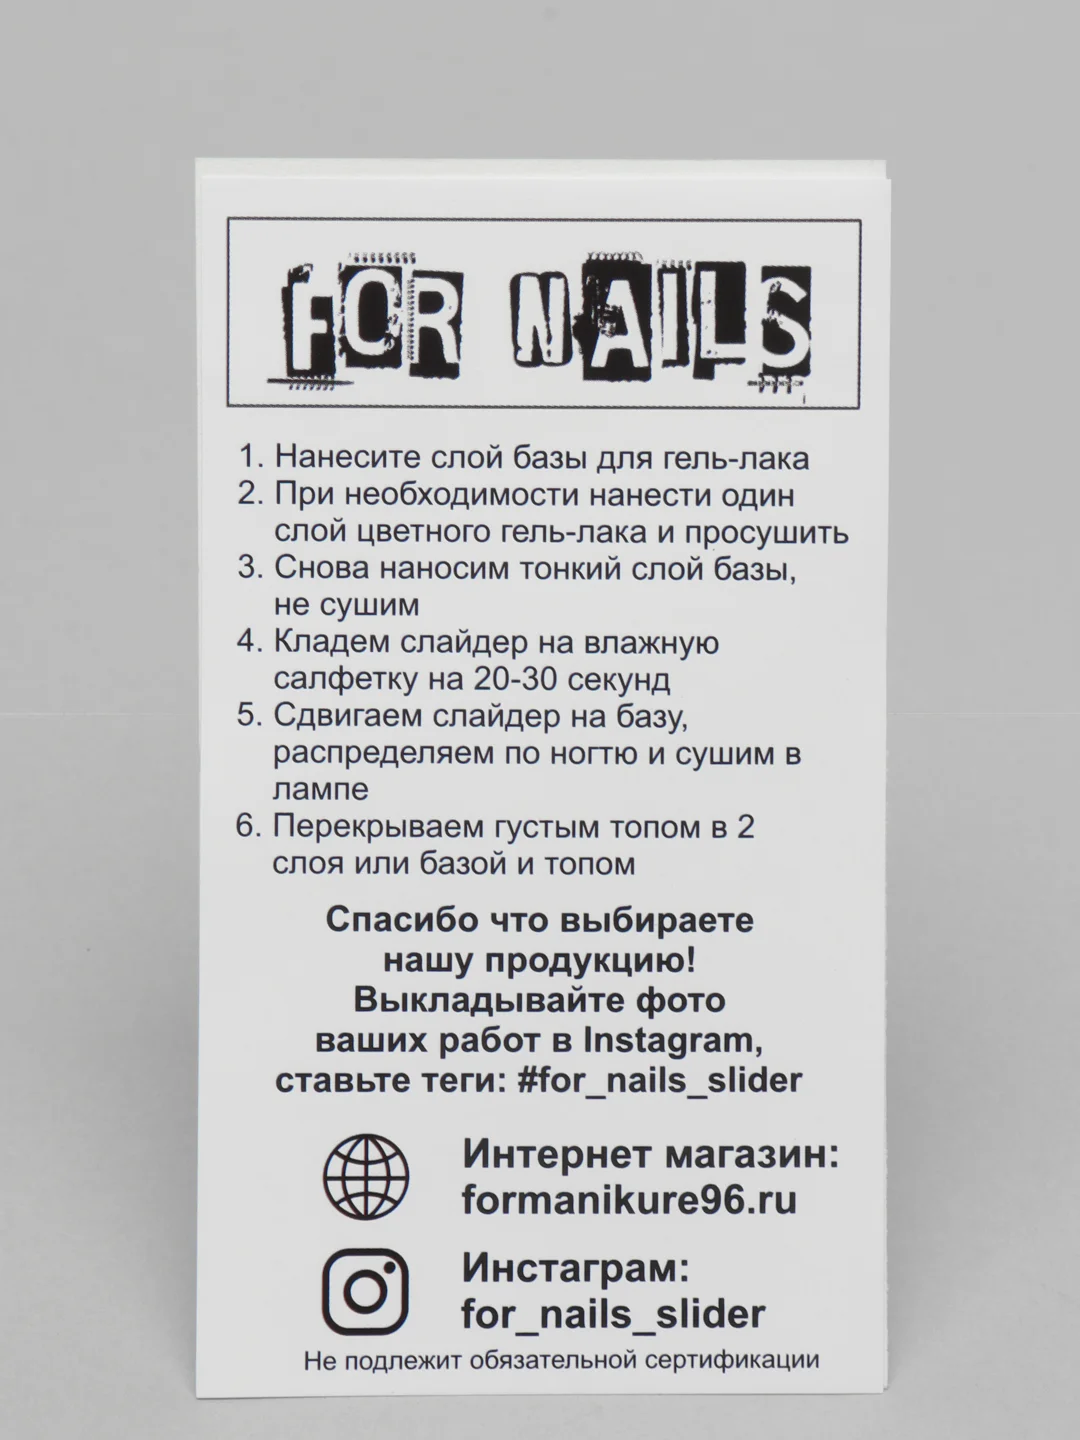 FOR NAILS
1. Нанесите слой базы для гель-лака
2. При необходимости нанести один
слой цветного гель-лака и просушить
3. Снова наносим тонкий слой базы,
не сушим
4. Кладем слайдер на влажную
салфетку на 20-30 секунд
5. Сдвигаем слайдер на базу,
распределяем по ногтю и сушим в
лампе
6. Перекрываем густым топом в 2
слоя или базой и топом
Спасибо что выбираете
нашу продукцию!
Выкладывайте фото
ваших работ в Instagram,
ставьте теги: #for_nails_slider
Интернет магазин:
formanikure96.ru
Инстаграм:
for_nails_slider
Не подлежит обязательной сертификации